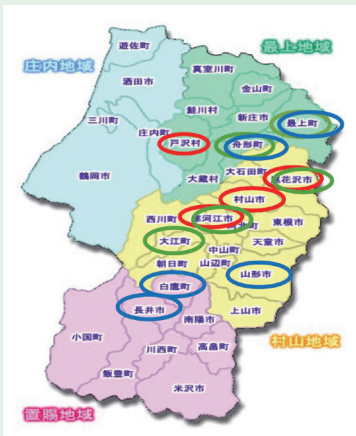 庄内地域
最上地域
遊佐町
真室川町
酒田市
金山町
鮭川村
新庄市
三川町
最上町
庄内町
戸沢村
舟形町
鶴岡市
大蔵村
大石田町
尾花沢市
村山市
西川町
寒河江市
河北町
東根市
大江町
天童市
中山町
朝日町
山辺町
山形市
白鷹町
長井市
上山市
南陽市
村山地域
小国町
川西町
高畠町
飯豊町
米沢市
置賜地域